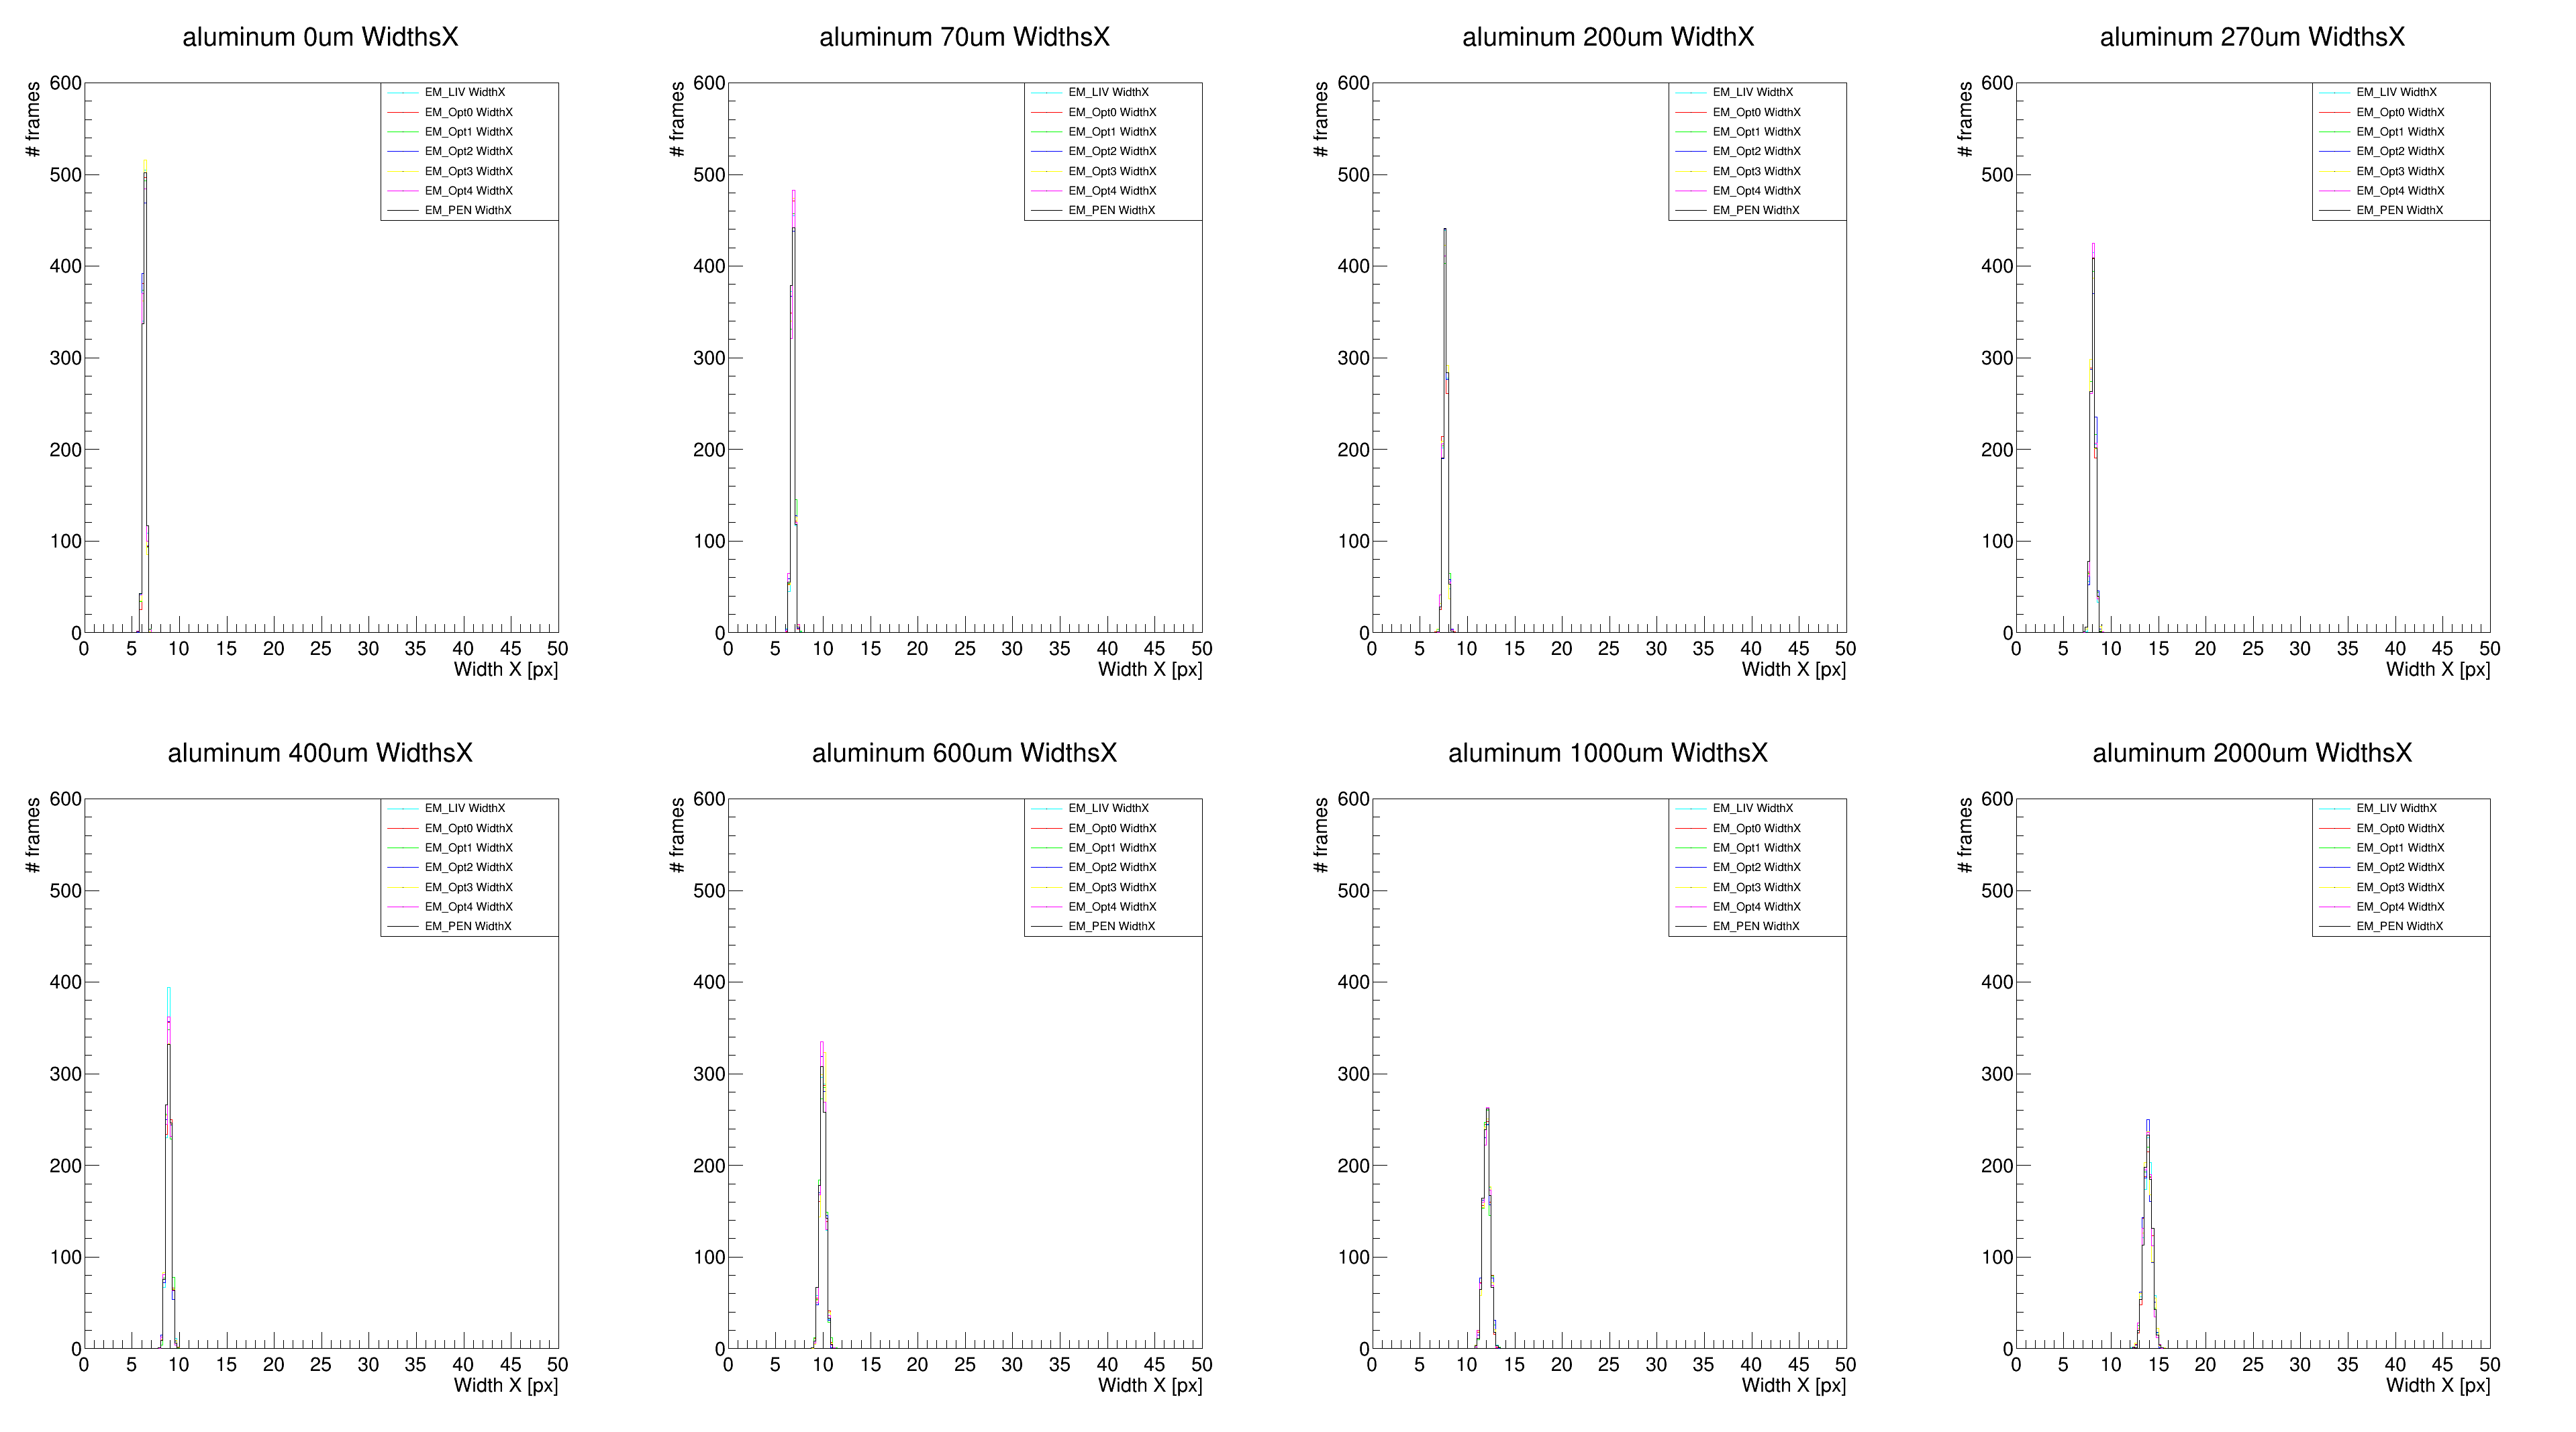 aluminum 0um WidthsX
# frames
600
500
400
300
200
100
0
EM_LIV WidthX
EM_Opt0 WidthX
EM_Opt1 WidthX
EM_Opt2 WidthX
EM_Opt3 WidthX
EM_Opt4 WidthX
EM_PEN WidthX
0 5 10 15 20 25 30 35 40 45 50
Width X [px]
aluminum 70um WidthsX
# frames
600
500
400
300
200
100
0
EM_LIV WidthX
EM_Opt0 WidthX
EM_Opt1 WidthX
EM_Opt2 WidthX
EM_Opt3 WidthX
EM_Opt4 WidthX
EM_PEN WidthX
0 5 10 15 20 25 30 35 40 45 50
Width X [px]
aluminum 200um WidthX
# frames
600
500
400
300
200
100
0
EM_LIV WidthX
EM_Opt0 WidthX
EM_Opt1 WidthX
EM_Opt2 WidthX
EM_Opt3 WidthX
EM_Opt4 WidthX
EM_PEN WidthX
0 5 10 15 20 25 30 35 40 45 50
Width X [px]
aluminum 270um WidthsX
# frames
600
500
400
300
200
100
0
EM_LIV WidthX
EM_Opt0 WidthX
EM_Opt1 WidthX
EM_Opt2 WidthX
EM_Opt3 WidthX
EM_Opt4 WidthX
EM_PEN WidthX
0 5 10 15 20 25 30 35 40 45 50
Width X [px]
aluminum 400um WidthsX
# frames
600
500
400
300
200
100
0
EM_LIV WidthX
EM_Opt0 WidthX
EM_Opt1 WidthX
EM_Opt2 WidthX
EM_Opt3 WidthX
EM_Opt4 WidthX
EM_PEN WidthX
0 5 10 15 20 25 30 35 40 45 50
Width X [px]
aluminum 600um WidthsX
# frames
600
500
400
300
200
100
0
EM_LIV WidthX
EM_Opt0 WidthX
EM_Opt1 WidthX
EM_Opt2 WidthX
EM_Opt3 WidthX
EM_Opt4 WidthX
EM_PEN WidthX
0 5 10 15 20 25 30 35 40 45 50
Width X [px]
aluminum 1000um WidthsX
# frames
600
500
400
300
200
100
0
EM_LIV WidthX
EM_Opt0 WidthX
EM_Opt1 WidthX
EM_Opt2 WidthX
EM_Opt3 WidthX
EM_Opt4 WidthX
EM_PEN WidthX
0 5 10 15 20 25 30 35 40 45 50
Width X [px]
aluminum 2000um WidthsX
# frames
600
500
400
300
200
100
0
EM_LIV WidthX
EM_Opt0 WidthX
EM_Opt1 WidthX
EM_Opt2 WidthX
EM_Opt3 WidthX
EM_Opt4 WidthX
EM_PEN WidthX
0 5 10 15 20 25 30 35 40 45 50
Width X [px]